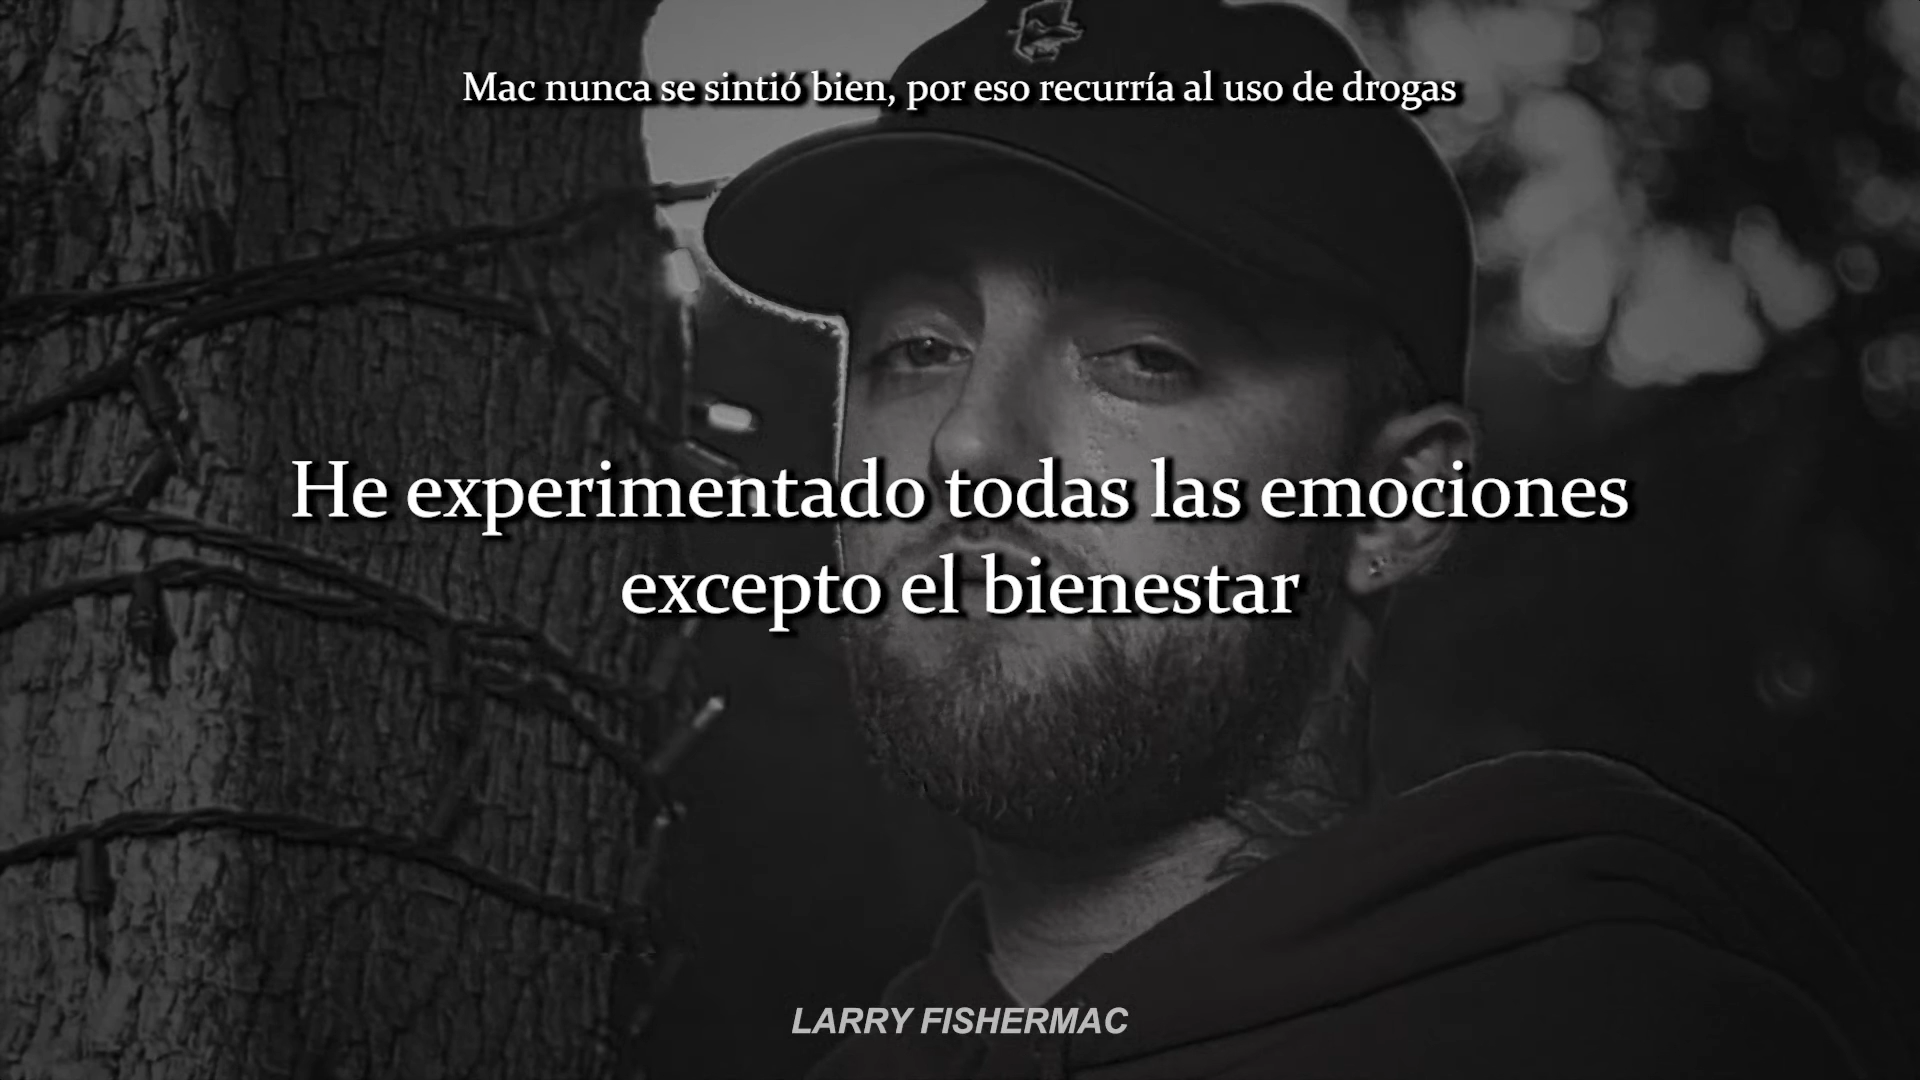 Mac nunca se sintió bien, por eso recurría al uso de drogas
He experimentado todas las emociones
excepto el bienestar
LARRY FISHERMAC